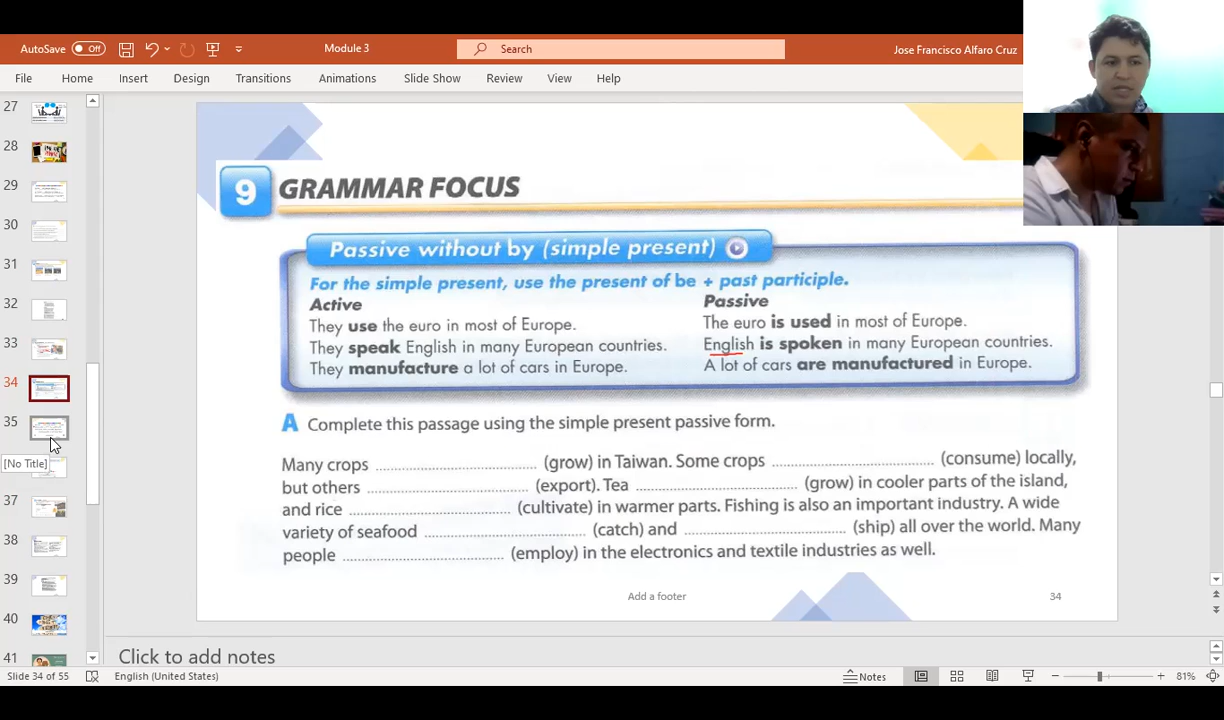 AutoSave Off
Module 3
Search
Jose Francisco Alfaro Cruz
File Home Insert Design Transitions Animations Slide Show Review View Help
27
28
29
30
31
32
33
34
35
[No Title]
37
38
39
40
41
9 GRAMMAR FOCUS
Passive without by (simple present)
For the simple present, use the present of be + past participle.
Active Passive
They use the euro in most of Europe. The euro is used in most of Europe.
They speak English in many European countries. English is spoken in many European countries.
They manufacture a lot of cars in Europe. A lot of cars are manufactured in Europe.
A Complete this passage using the simple present passive form.
Many crops ........................ (grow) in Taiwan. Some crops ........................ (consume) locally,
but others ........................ (export). Tea ........................ (grow) in cooler parts of the island,
and rice ........................ (cultivate) in warmer parts. Fishing is also an important industry. A wide
variety of seafood ........................ (catch) and ........................ (ship) all over the world. Many
people ........................ (employ) in the electronics and textile industries as well.
Add a footer 34
Click to add notes
Slide 34 of 55 English (United States) Notes 81%